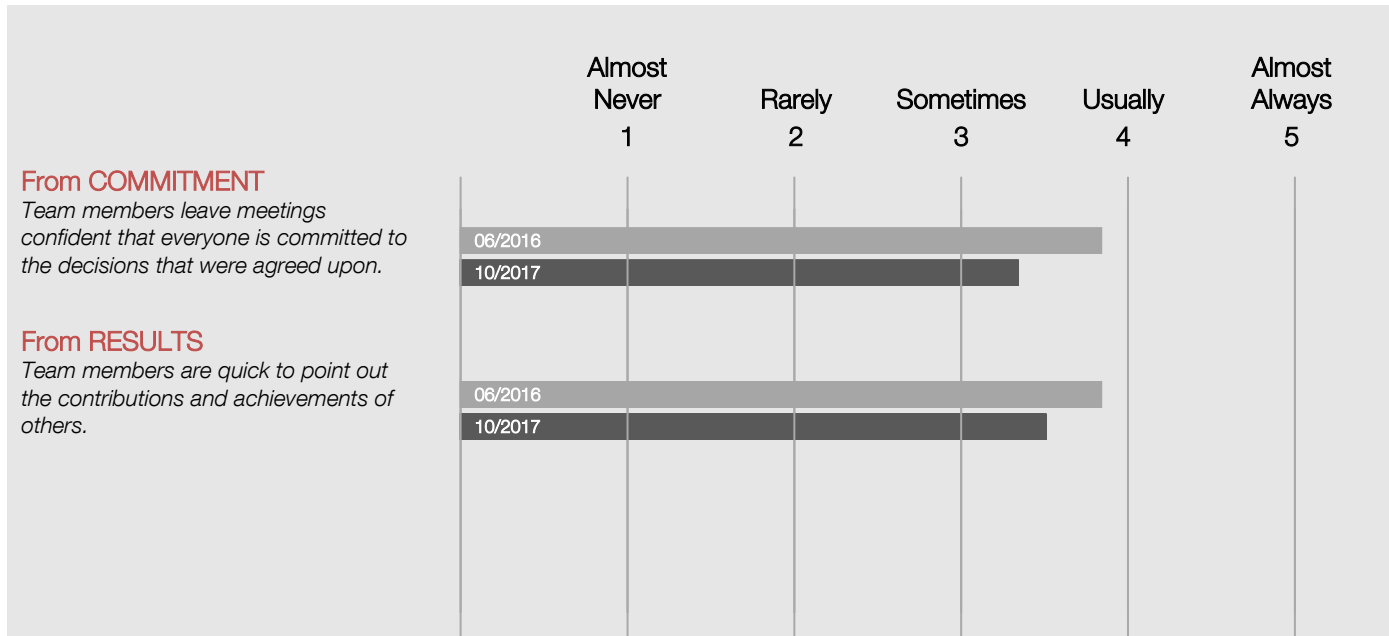 Almost
Never
Rarely
Sometimes
Usually
Almost
Always
1
2
3
4
5
From COMMITMENT
Team members leave meetings
confident that everyone is committed to
the decisions that were agreed upon.
06/2016
10/2017
From RESULTS
Team members are quick to point out
the contributions and achievements of
others.
06/2016
10/2017